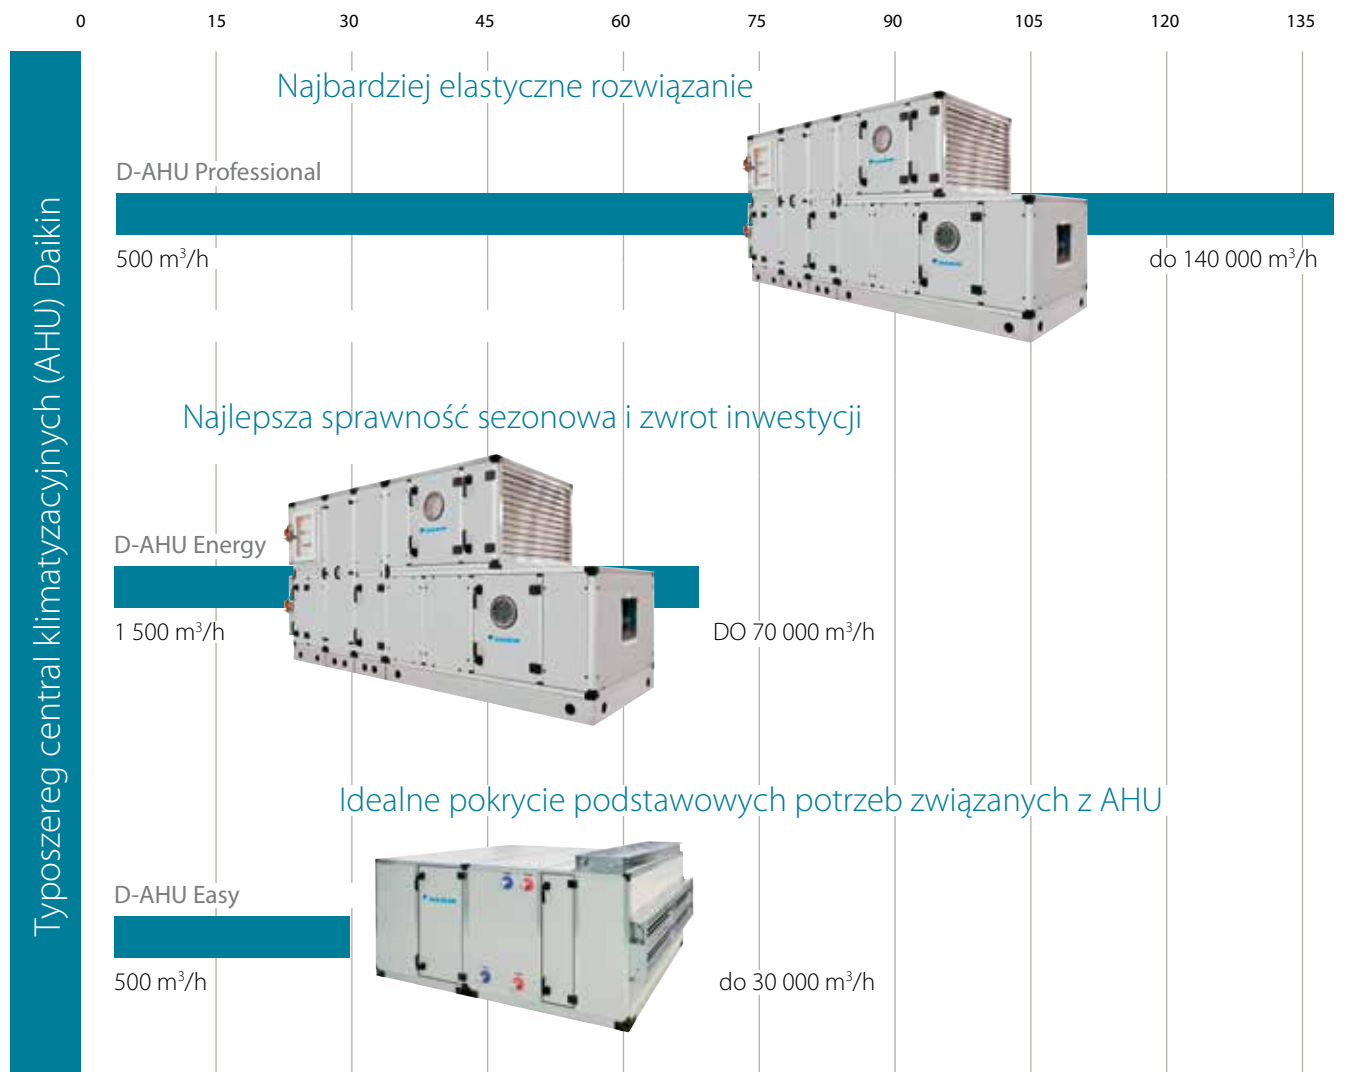 0 15 30 45 60 75 90 105 120 135
Typoszereg central klimatyzacyjnych (AHU) Daikin
Najbardziej elastyczne rozwiązanie
D-AHU Professional
500 m³/h
do 140 000 m³/h
Najlepsza sprawność sezonowa i zwrot inwestycji
D-AHU Energy
1 500 m³/h
DO 70 000 m³/h
Idealne pokrycie podstawowych potrzeb związanych z AHU
D-AHU Easy
500 m³/h
do 30 000 m³/h